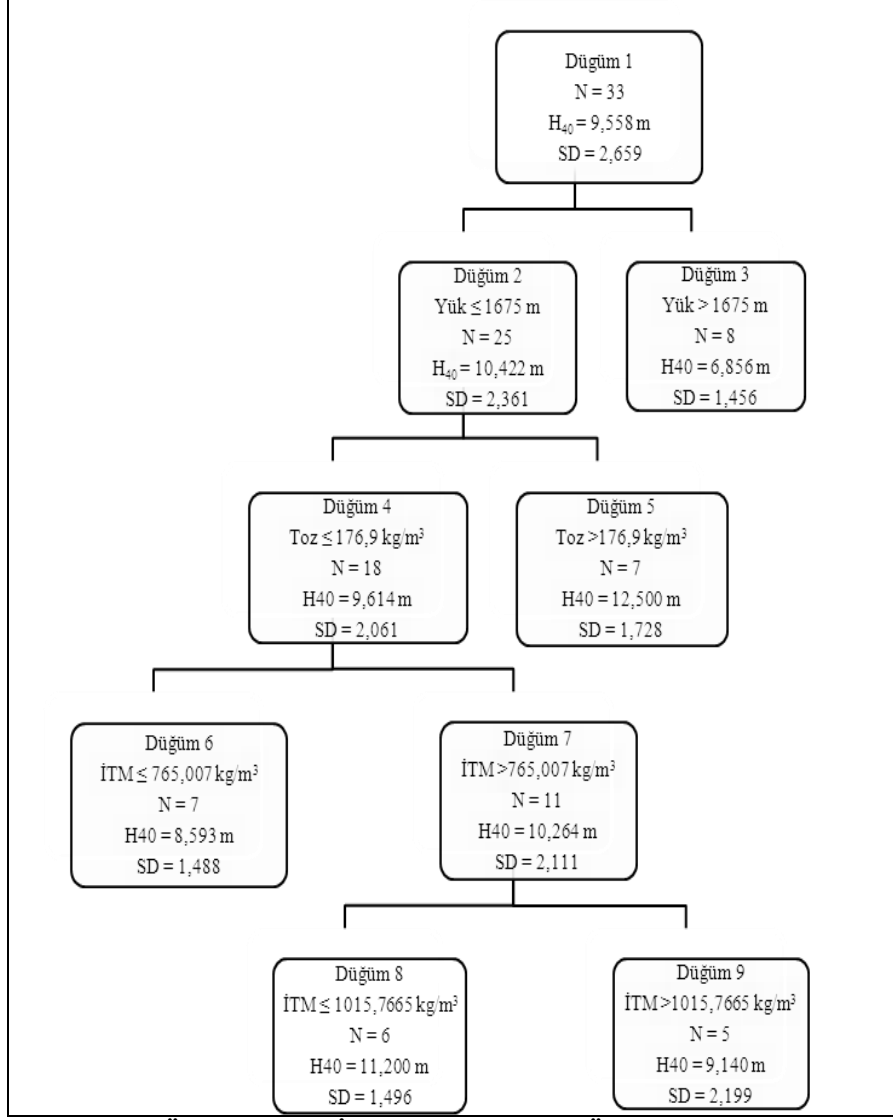 Dügüm 1
N = 33
H₄₀ = 9,558 m
SD = 2,659
Düğüm 2
Yük ≤ 1675 m
N = 25
H₄₀ = 10,422 m
SD = 2,361
Düğüm 3
Yük > 1675 m
N = 8
H40 = 6,856 m
SD = 1,456
Düğüm 4
Toz ≤ 176,9 kg/m³
N = 18
H40 = 9,614 m
SD = 2,061
Düğüm 5
Toz >176,9 kg/m³
N = 7
H40 = 12,500 m
SD = 1,728
Düğüm 6
İTM ≤ 765,007 kg/m³
N = 7
H40 = 8,593 m
SD = 1,488
Düğüm 7
İTM >765,007 kg/m³
N = 11
H40 = 10,264 m
SD = 2,111
Düğüm 8
İTM ≤ 1015,7665 kg/m³
N = 6
H40 = 11,200 m
SD = 1,496
Düğüm 9
İTM >1015,7665 kg/m³
N = 5
H40 = 9,140 m
SD = 2,199